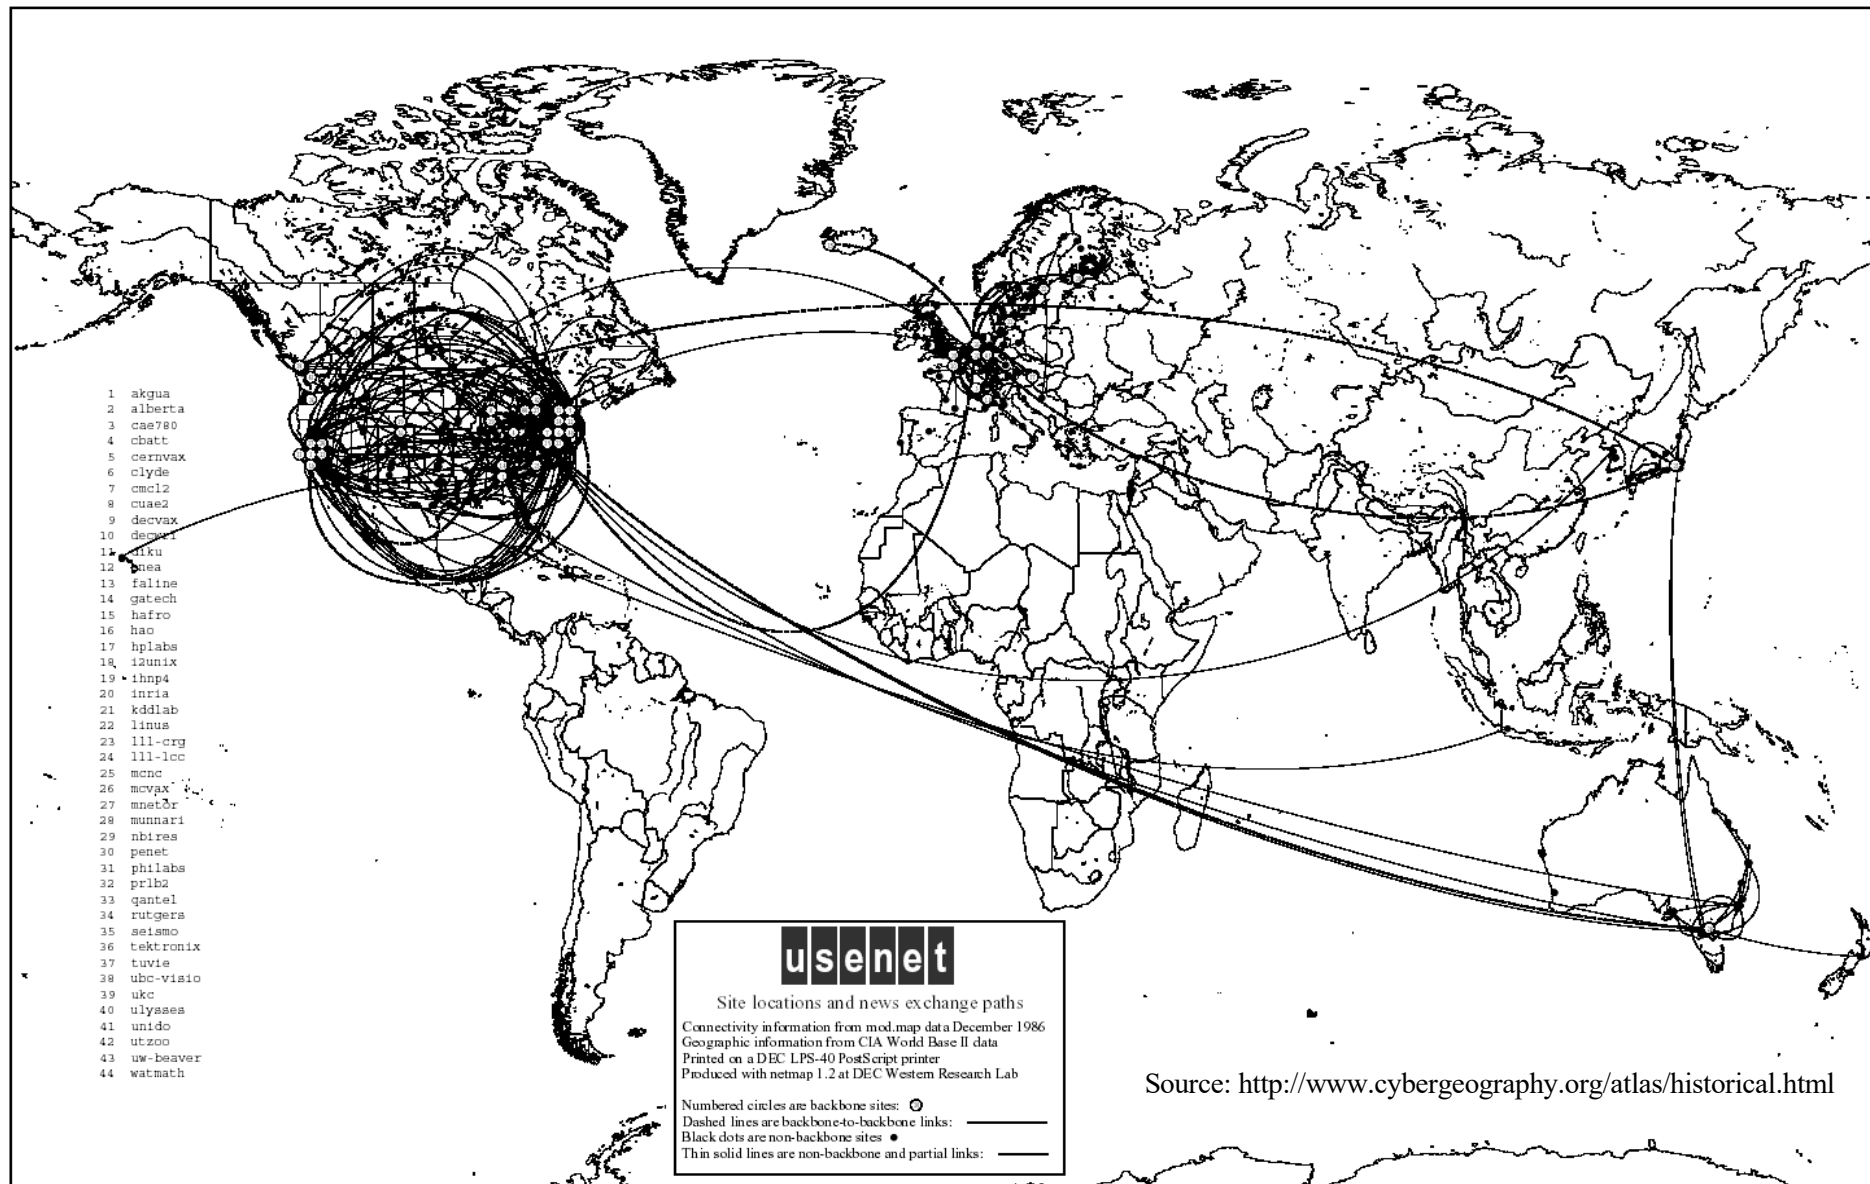 1 akgua
2 alberta
3 cae780
4 cbatt
5 cernvax
6 clyde
7 cmcl2
8 cuae2
9 decvax
10 decwrl
11 diku
12 enea
13 faline
14 gatech
15 hafro
16 hao
17 hplabs
18 i2unix
19 ihnp4
20 inria
21 kddlab
22 linus
23 lll-crg
24 lll-lcc
25 mcnc
26 mcvax
27 mnetor
28 munnari
29 nbires
30 penet
31 philabs
32 prlb2
33 qantel
34 rutgers
35 seismo
36 tektronix
37 tuvie
38 ubc-visio
39 ukc
40 ulysses
41 unido
42 utzoo
43 uw-beaver
44 watmath
usenet
Site locations and news exchange paths
Connectivity information from mod.map data December 1986
Geographic information from CIA World Base II data
Printed on a DEC LPS-40 PostScript printer
Produced with netmap 1.2 at DEC Western Research Lab
Numbered circles are backbone sites:
Dashed lines are backbone-to-backbone links:
Black dots are non-backbone sites
Thin solid lines are non-backbone and partial links:
Source: http://www.cybergeography.org/atlas/historical.html